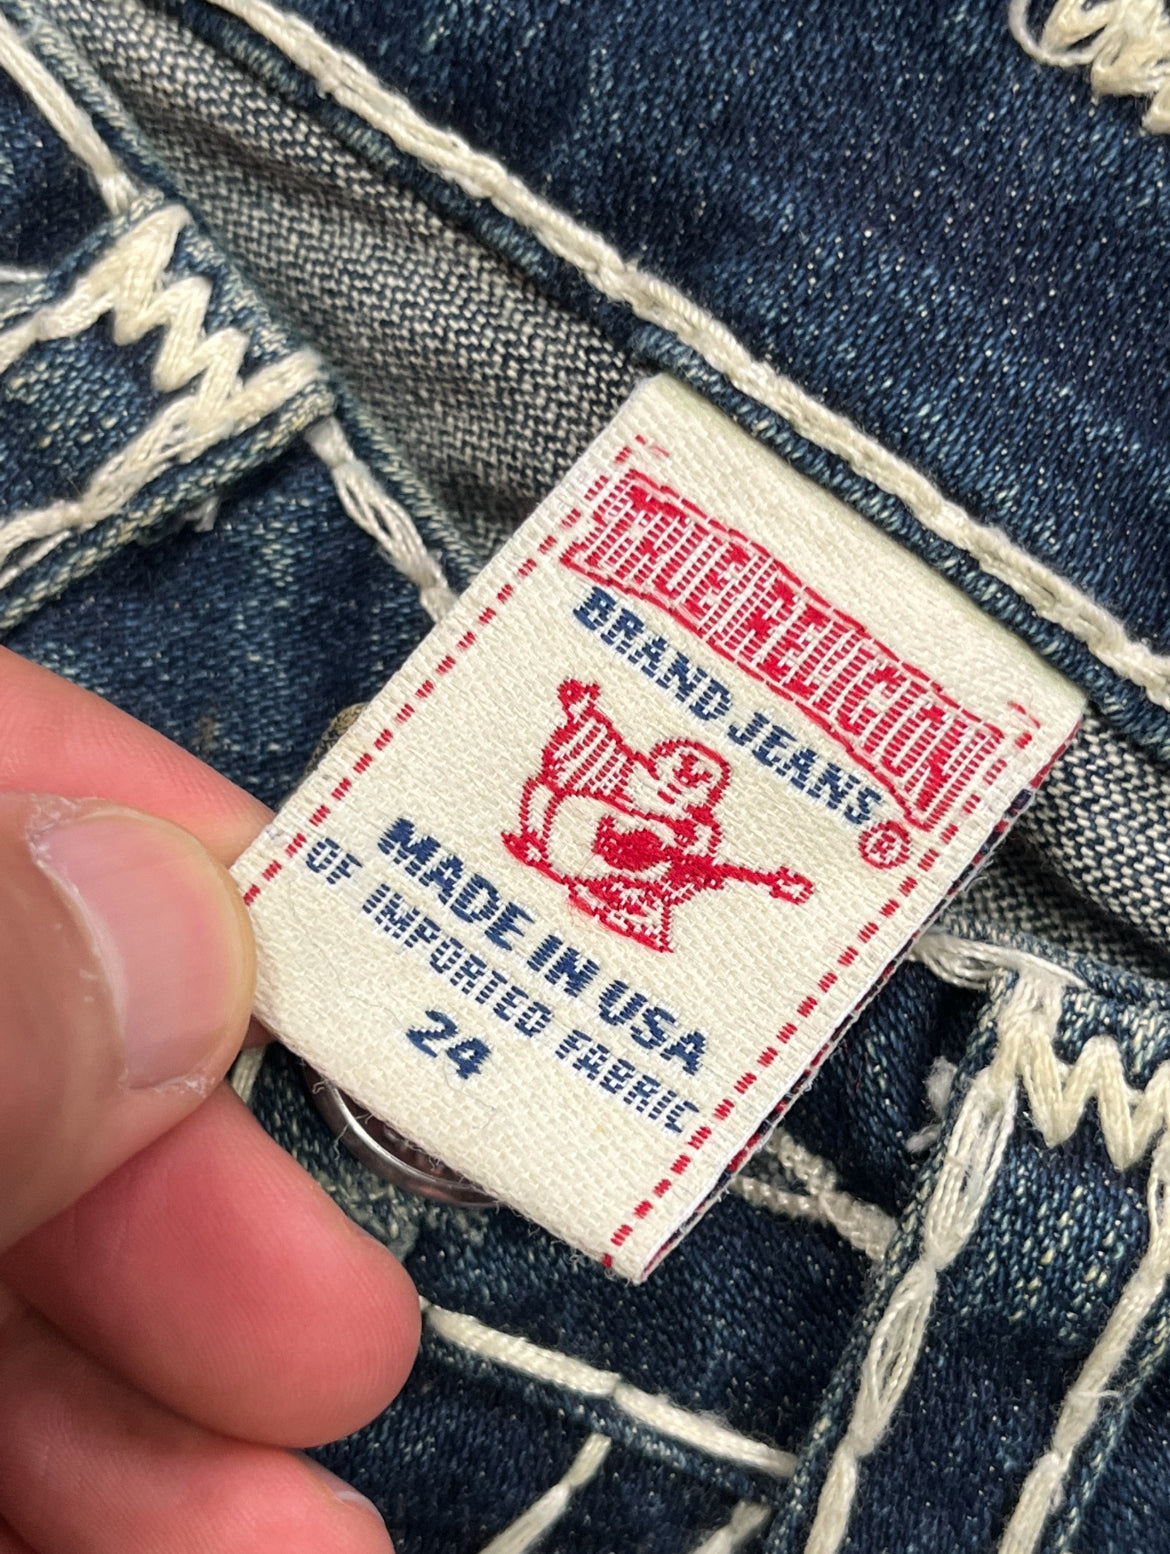 TRUE RELIGION
BRAND JEANS®
MADE IN USA
OF IMPORTED FABRIC
24